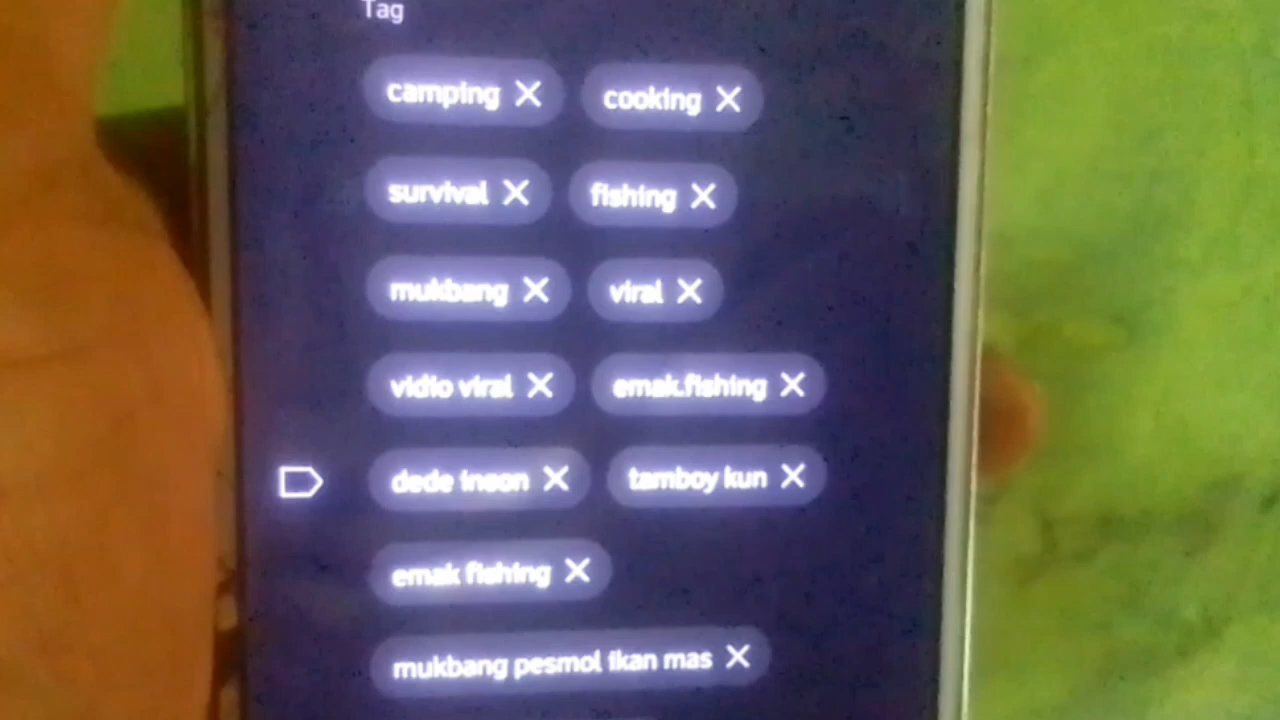 Tag
camping cooking
survival fishing
mukbang viral
vidio viral emak.fishing
dede inoon tamboy kun
emak fishing
mukbang pesmol ikan mas